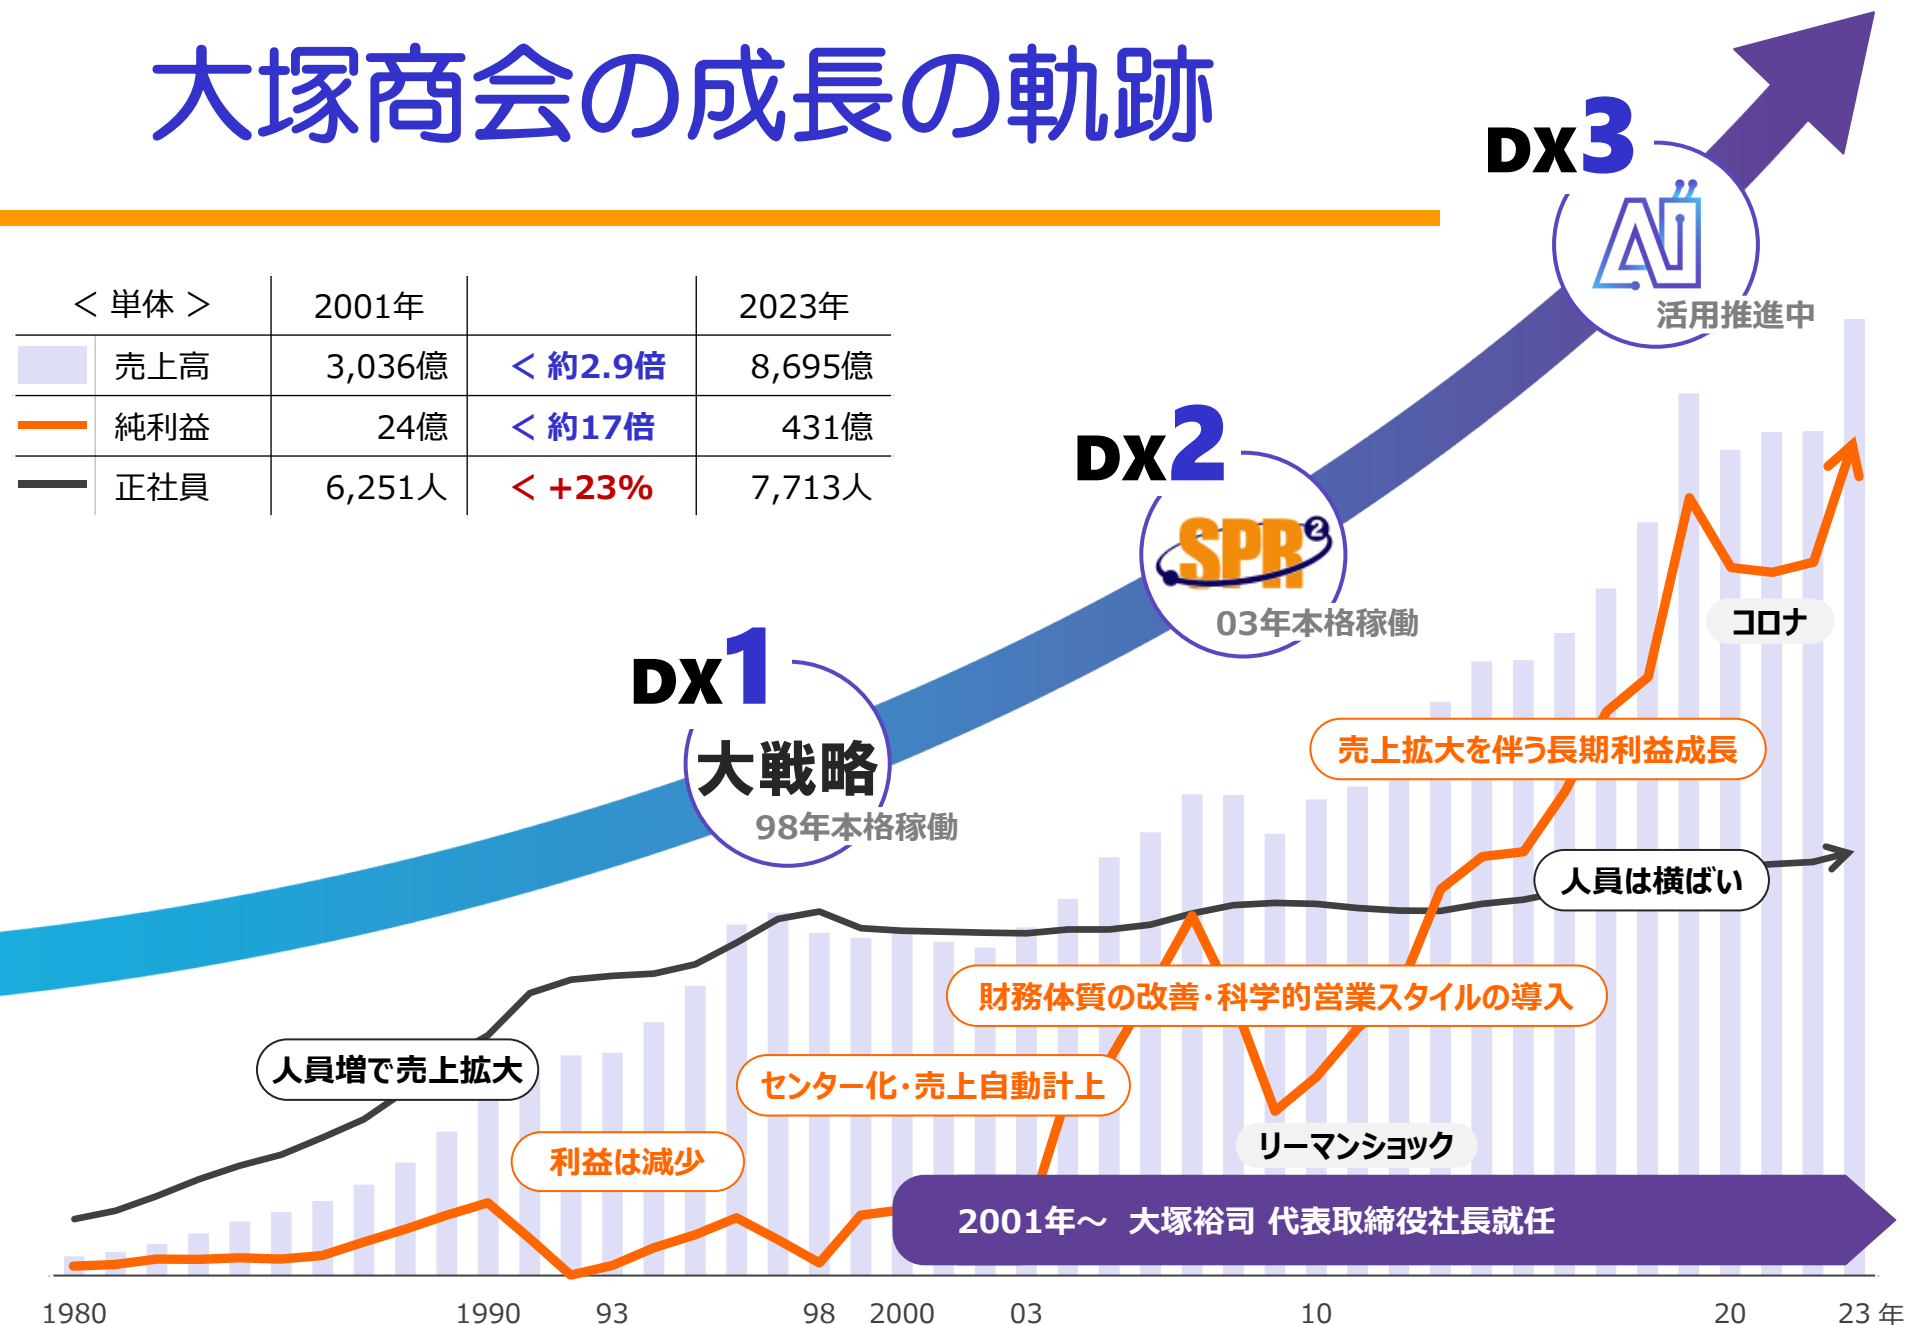 大塚商会の成長の軌跡
DX3
AI
活用推進中
＜ 単体 ＞ 2001年 2023年
売上高 3,036億 ＜ 約2.9倍 8,695億
純利益 24億 ＜ 約17倍 431億
正社員 6,251人 ＜ +23% 7,713人
DX2
SPR2
03年本格稼働
コロナ
DX1
大戦略
98年本格稼働
売上拡大を伴う長期利益成長
人員は横ばい
財務体質の改善・科学的営業スタイルの導入
人員増で売上拡大
センター化・売上自動計上
リーマンショック
利益は減少
2001年～ 大塚裕司 代表取締役社長就任
1980 1990 93 98 2000 03 10 20 23 年